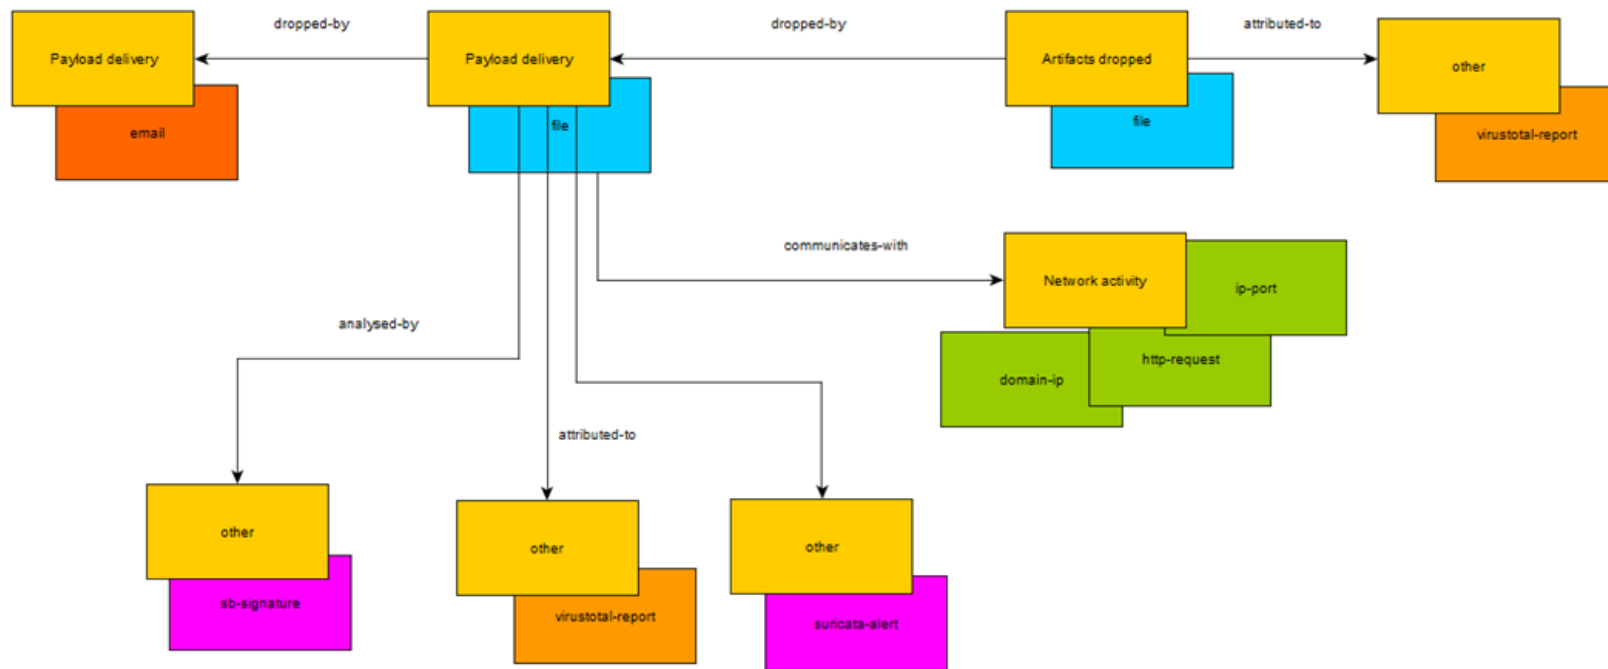 dropped-by
dropped-by
attributed-to
Payload delivery
Payload delivery
Artifacts dropped
other
email
file
file
virustotal-report
communicates-with
Network activity
ip-port
analysed-by
http-request
domain-ip
attributed-to
other
other
other
sb-signature
virustotal-report
suricata-alert